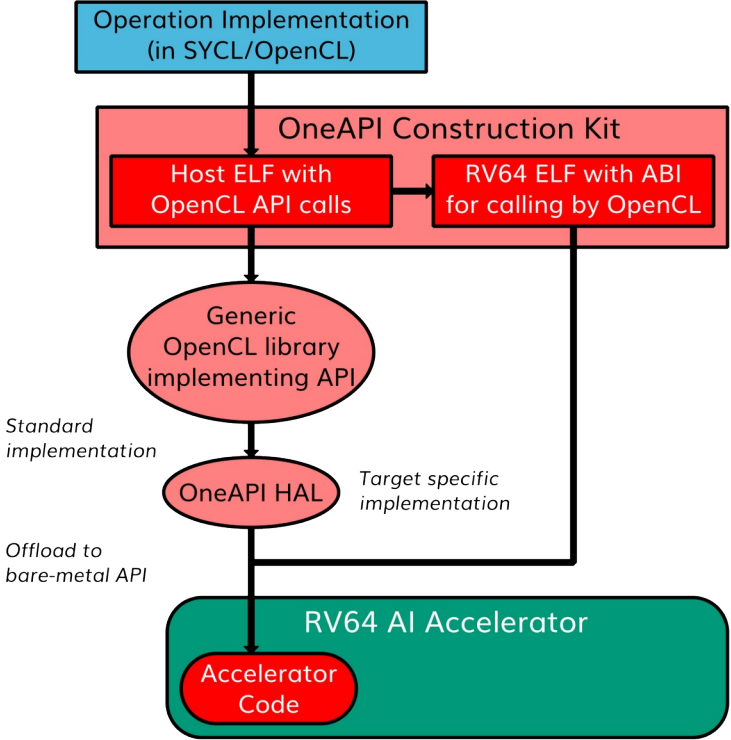 Operation Implementation
(in SYCL/OpenCL)
OneAPI Construction Kit
Host ELF with
OpenCL API calls
RV64 ELF with ABI
for calling by OpenCL
Generic
OpenCL library
implementing API
Standard
implementation
OneAPI HAL
Target specific
implementation
Offload to
bare-metal API
RV64 AI Accelerator
Accelerator
Code